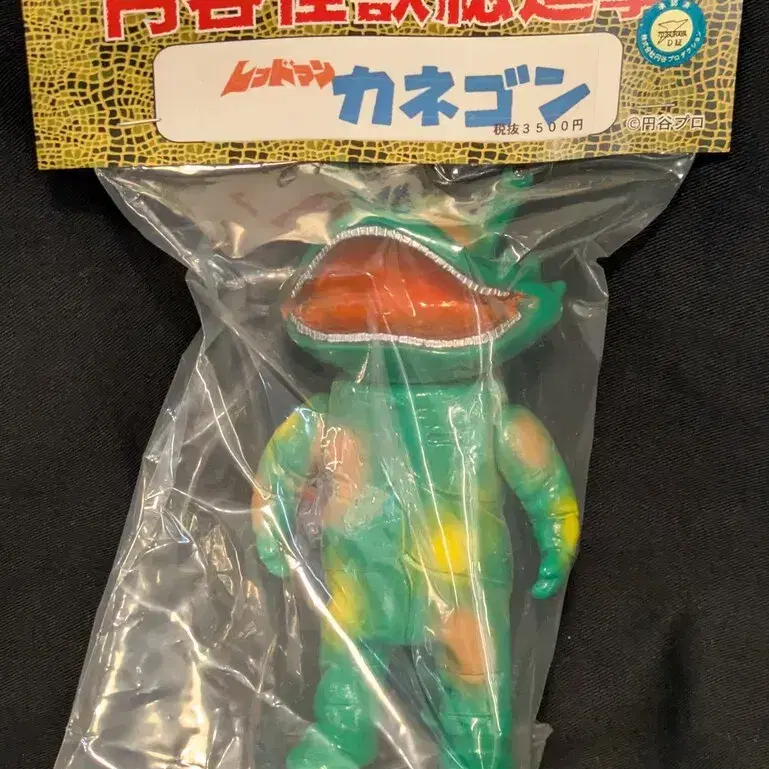 円谷怪獣総進撃
レッドマン カネゴン
税抜3500円
©円谷プロ